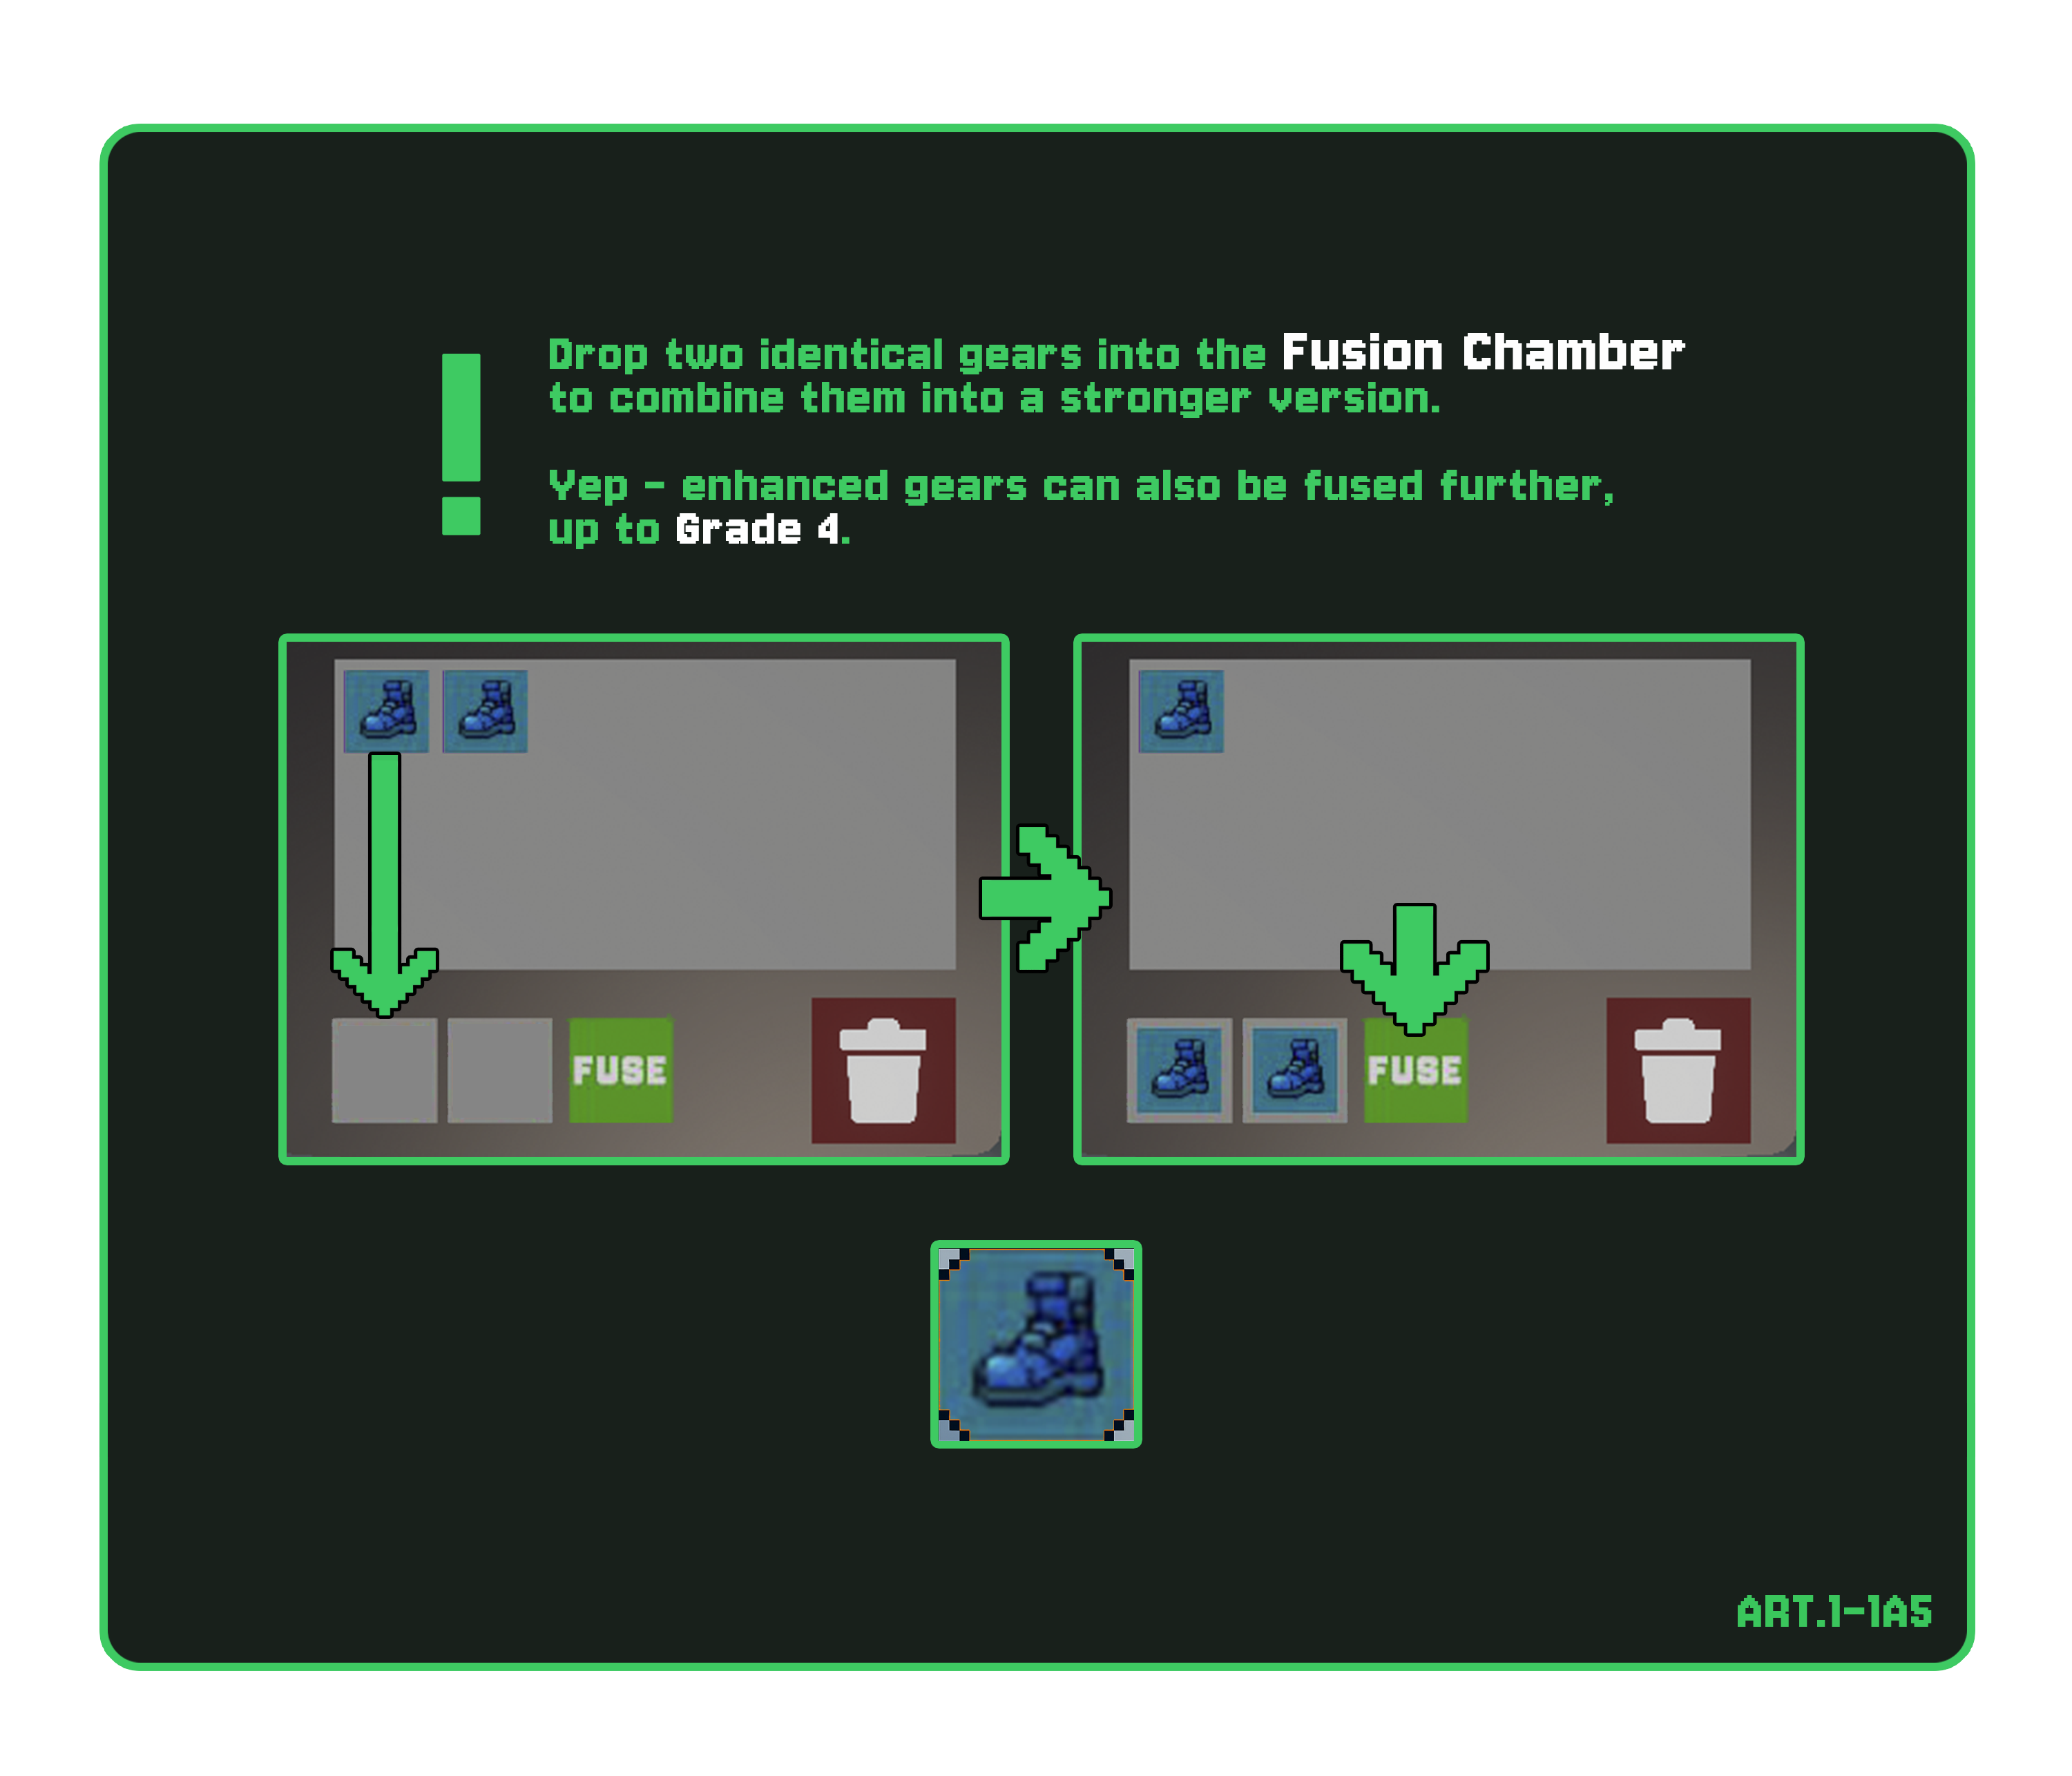 Drop two identical gears into the Fusion Chamber
to combine them into a stronger version.
Yep - enhanced gears can also be fused further,
up to Grade 4.
FUSE
FUSE
ART.1-1A5